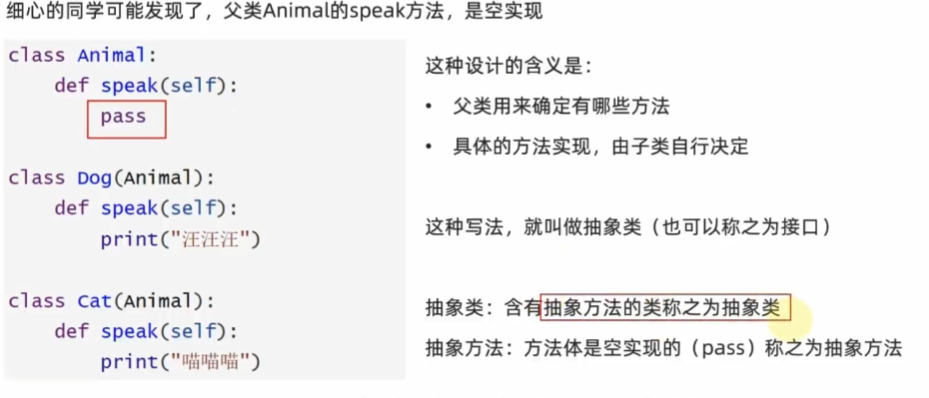 细心的同学可能发现了，父类Animal的speak方法，是空实现
class Animal:
    def speak(self):
        pass
class Dog(Animal):
    def speak(self):
        print("汪汪汪")
class Cat(Animal):
    def speak(self):
        print("喵喵喵")
这种设计的含义是：
• 父类用来确定有哪些方法
• 具体的方法实现，由子类自行决定
这种写法，就叫做抽象类（也可以称之为接口）
抽象类：含有抽象方法的类称之为抽象类
抽象方法：方法体是空实现的（pass）称之为抽象方法